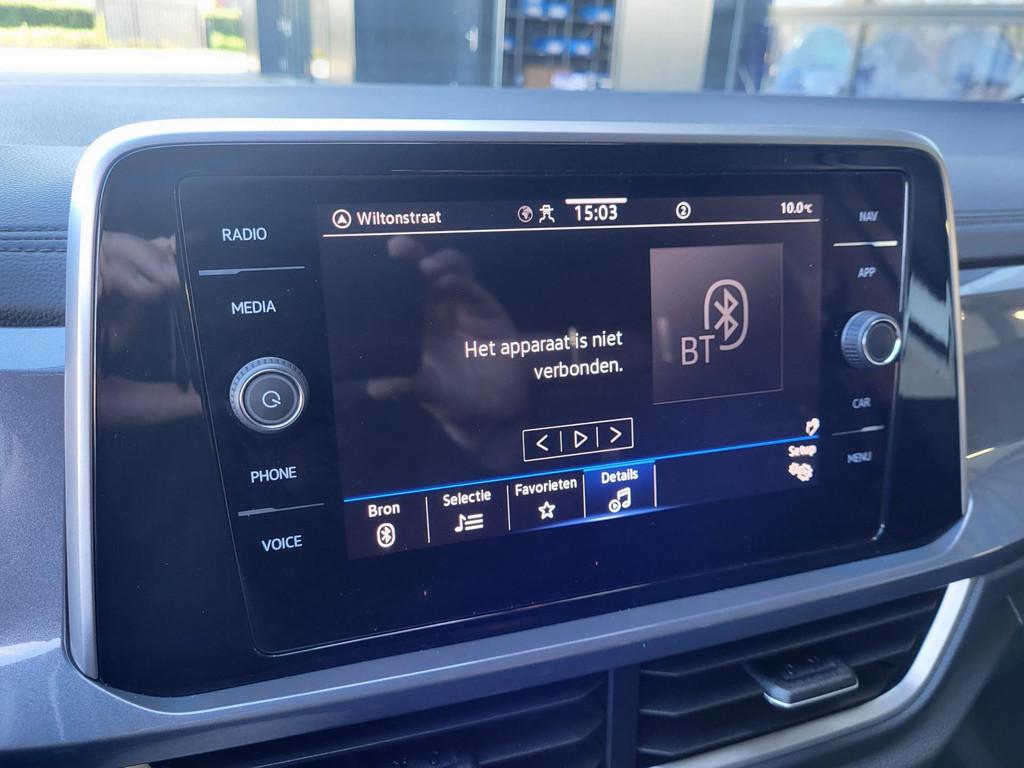 Wiltonstraat 15:03 2 10.0°C
RADIO
MEDIA
PHONE
VOICE
Het apparaat is niet
verbonden.
BT
Bron
Selectie
Favorieten
Details
Setup
NAV
APP
CAR
MENU